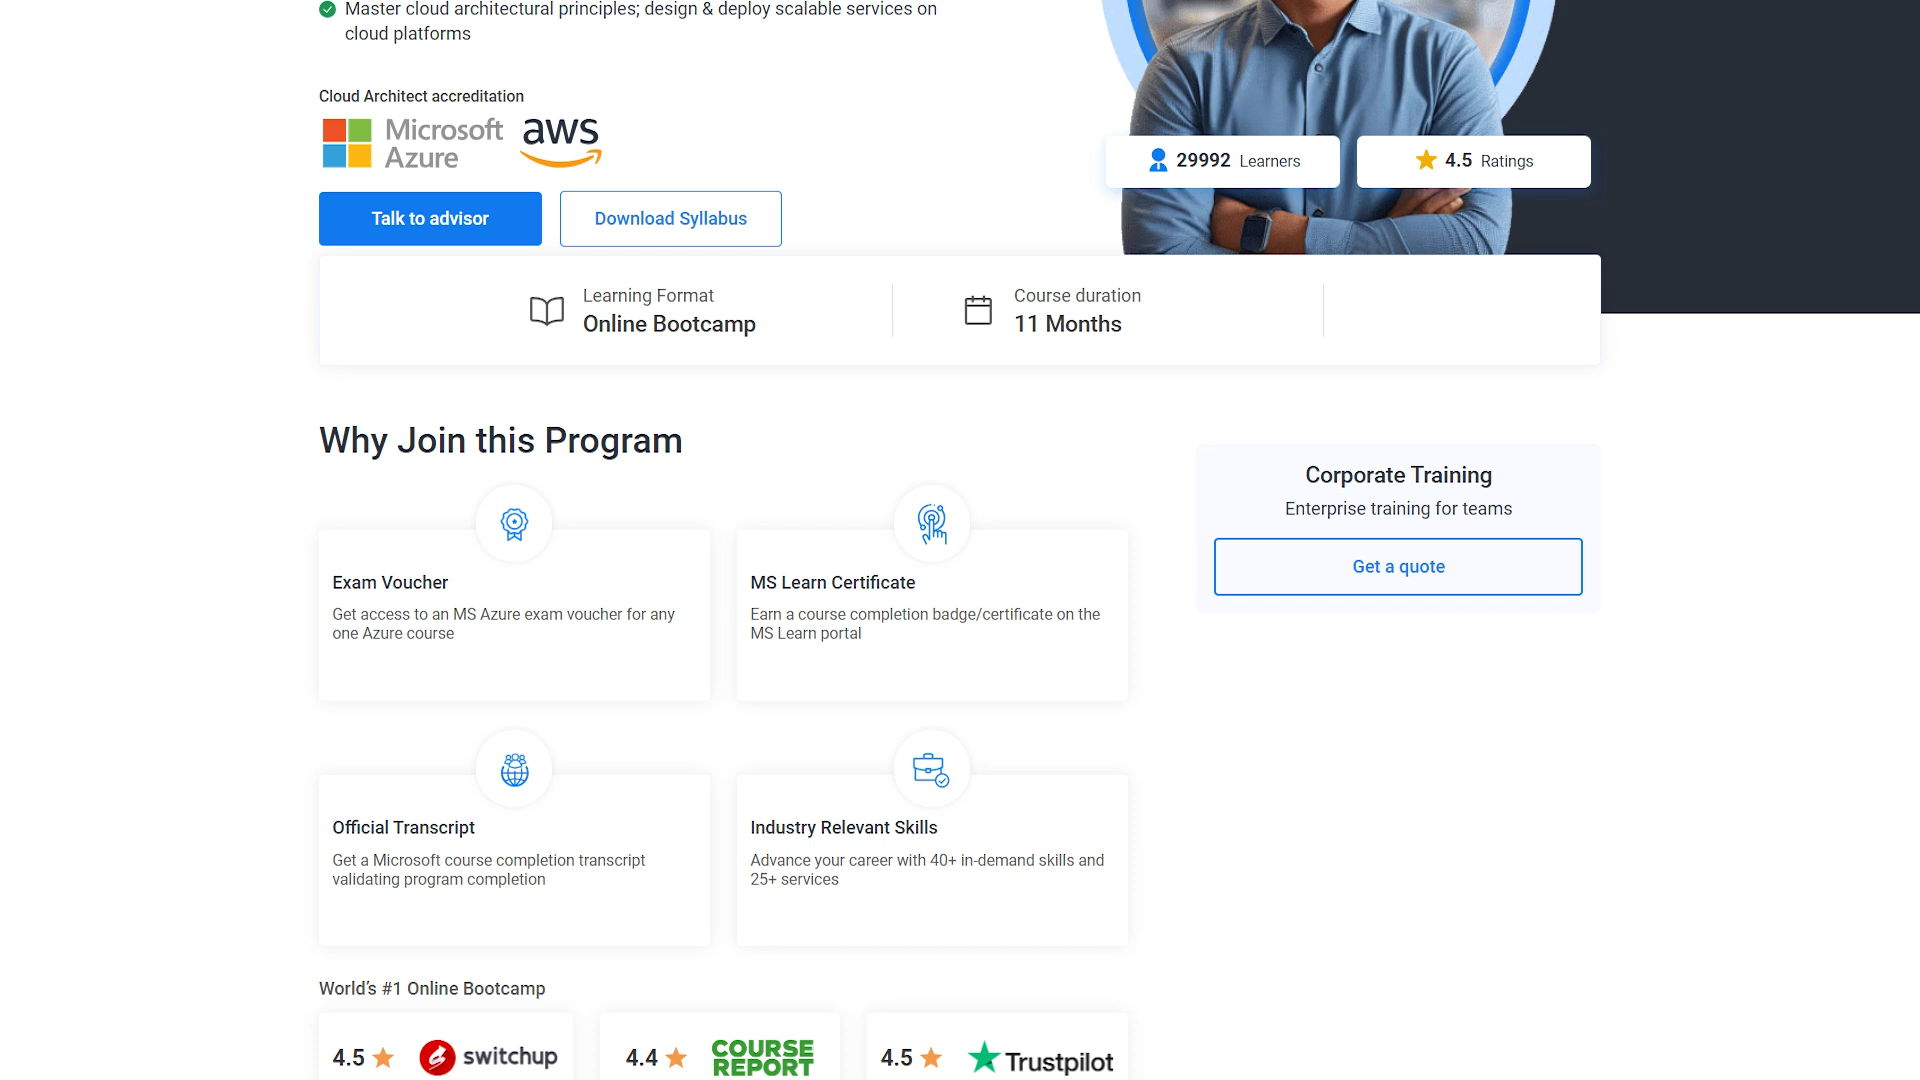 Master cloud architectural principles; design & deploy scalable services on
cloud platforms
Cloud Architect accreditation
Microsoft
Azure
aws
29992 Learners
4.5 Ratings
Talk to advisor
Download Syllabus
Learning Format
Online Bootcamp
Course duration
11 Months
Why Join this Program
Corporate Training
Enterprise training for teams
Get a quote
Exam Voucher
Get access to an MS Azure exam voucher for any
one Azure course
MS Learn Certificate
Earn a course completion badge/certificate on the
MS Learn portal
Official Transcript
Get a Microsoft course completion transcript
validating program completion
Industry Relevant Skills
Advance your career with 40+ in-demand skills and
25+ services
World's #1 Online Bootcamp
4.5 switchup
4.4 COURSE
REPORT
4.5 Trustpilot